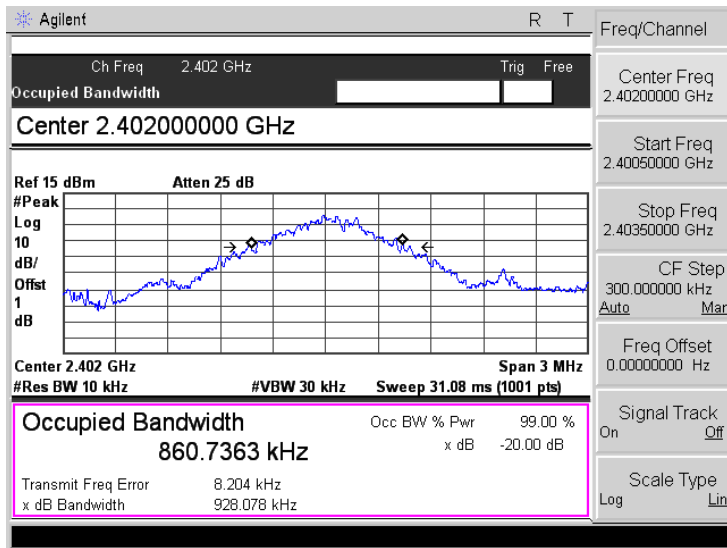 Agilent R T
Freq/Channel
Ch Freq 2.402 GHz Trig Free
Occupied Bandwidth
Center 2.402000000 GHz
Center Freq
2.40200000 GHz
Start Freq
2.40050000 GHz
Stop Freq
2.40350000 GHz
CF Step
300.000000 kHz
Auto Man
Freq Offset
0.00000000 Hz
Signal Track
On Off
Scale Type
Log Lin
Ref 15 dBm Atten 25 dB
#Peak
Log
10
dB/
Offst
1
dB
Center 2.402 GHz Span 3 MHz
#Res BW 10 kHz #VBW 30 kHz Sweep 31.08 ms (1001 pts)
Occupied Bandwidth Occ BW % Pwr 99.00 %
860.7363 kHz x dB -20.00 dB
Transmit Freq Error 8.204 kHz
x dB Bandwidth 928.078 kHz